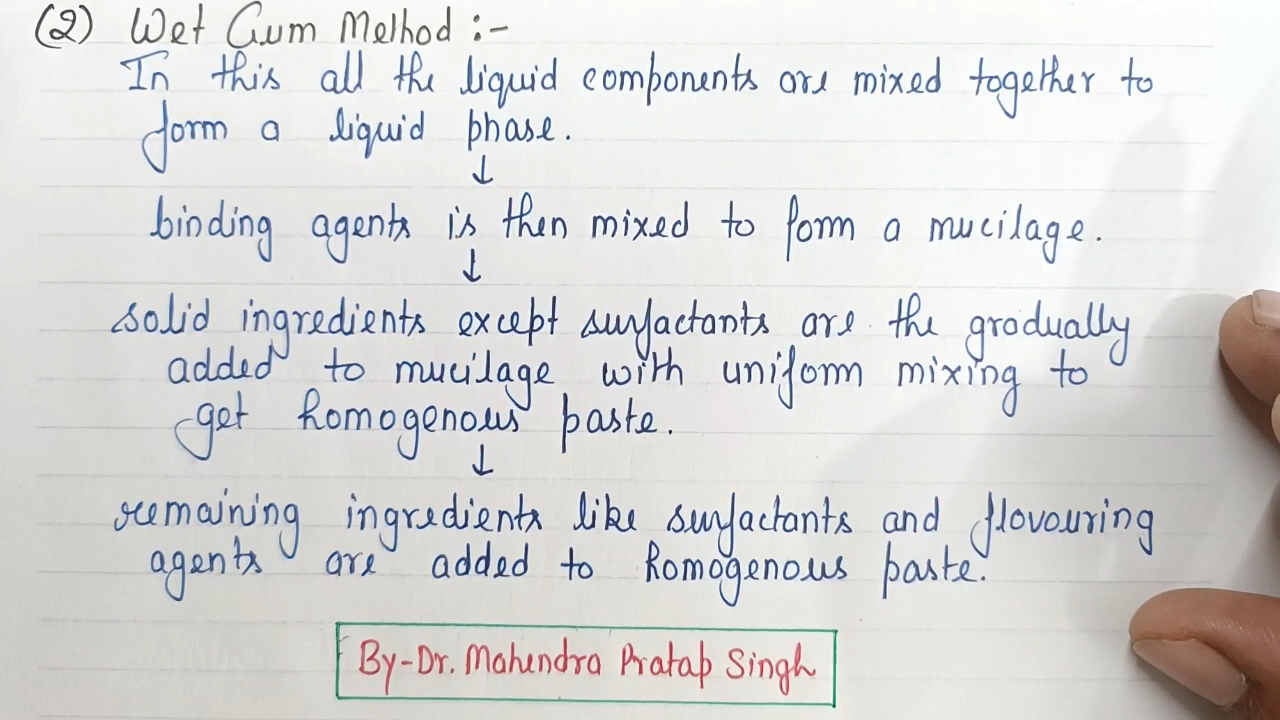 (2) Wet Gum Method :-
In this all the liquid components are mixed together to
form a liquid phase.
↓
binding agents is then mixed to form a mucilage.
↓
solid ingredients except surfactants are the gradually
added to mucilage with uniform mixing to
get homogenous paste.
↓
remaining ingredients like surfactants and flovouring
agents are added to homogenous paste.
By-Dr. Mahendra Pratap Singh